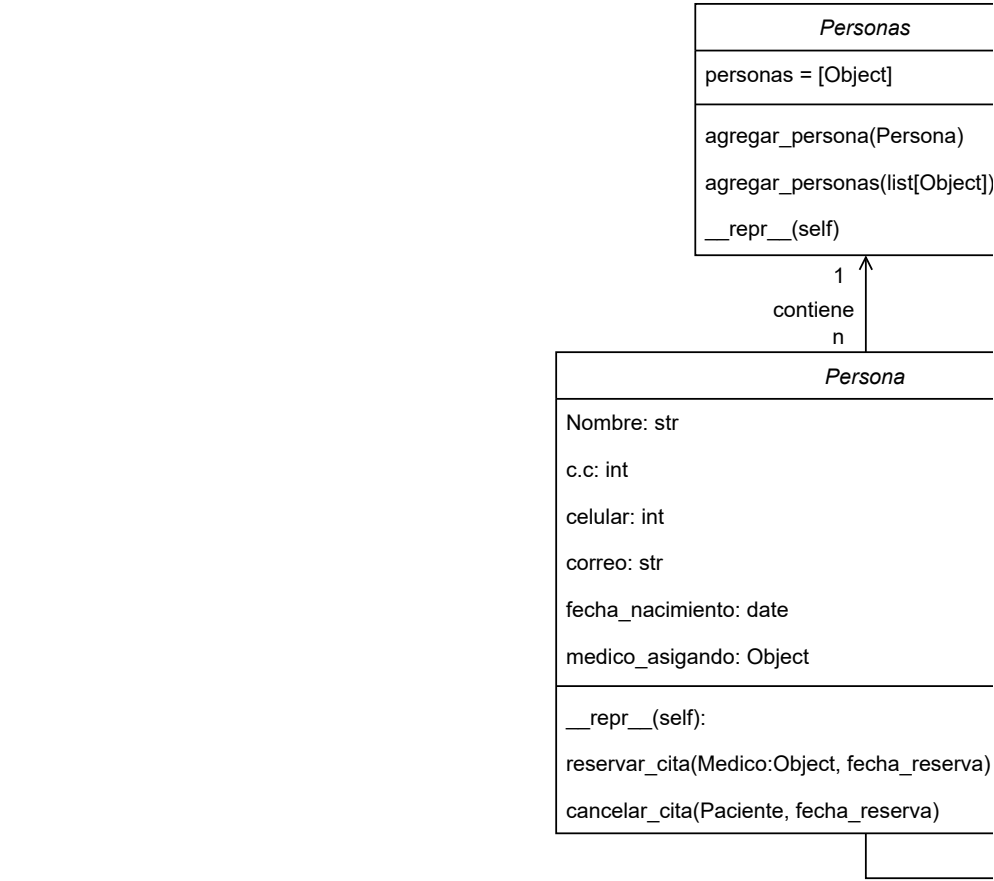 Personas
personas = [Object]
agregar_persona(Persona)
agregar_personas(list[Object])
__repr__(self)
1
contiene
n
Persona
Nombre: str
c.c: int
celular: int
correo: str
fecha_nacimiento: date
medico_asigando: Object
__repr__(self):
reservar_cita(Medico:Object, fecha_reserva)
cancelar_cita(Paciente, fecha_reserva)